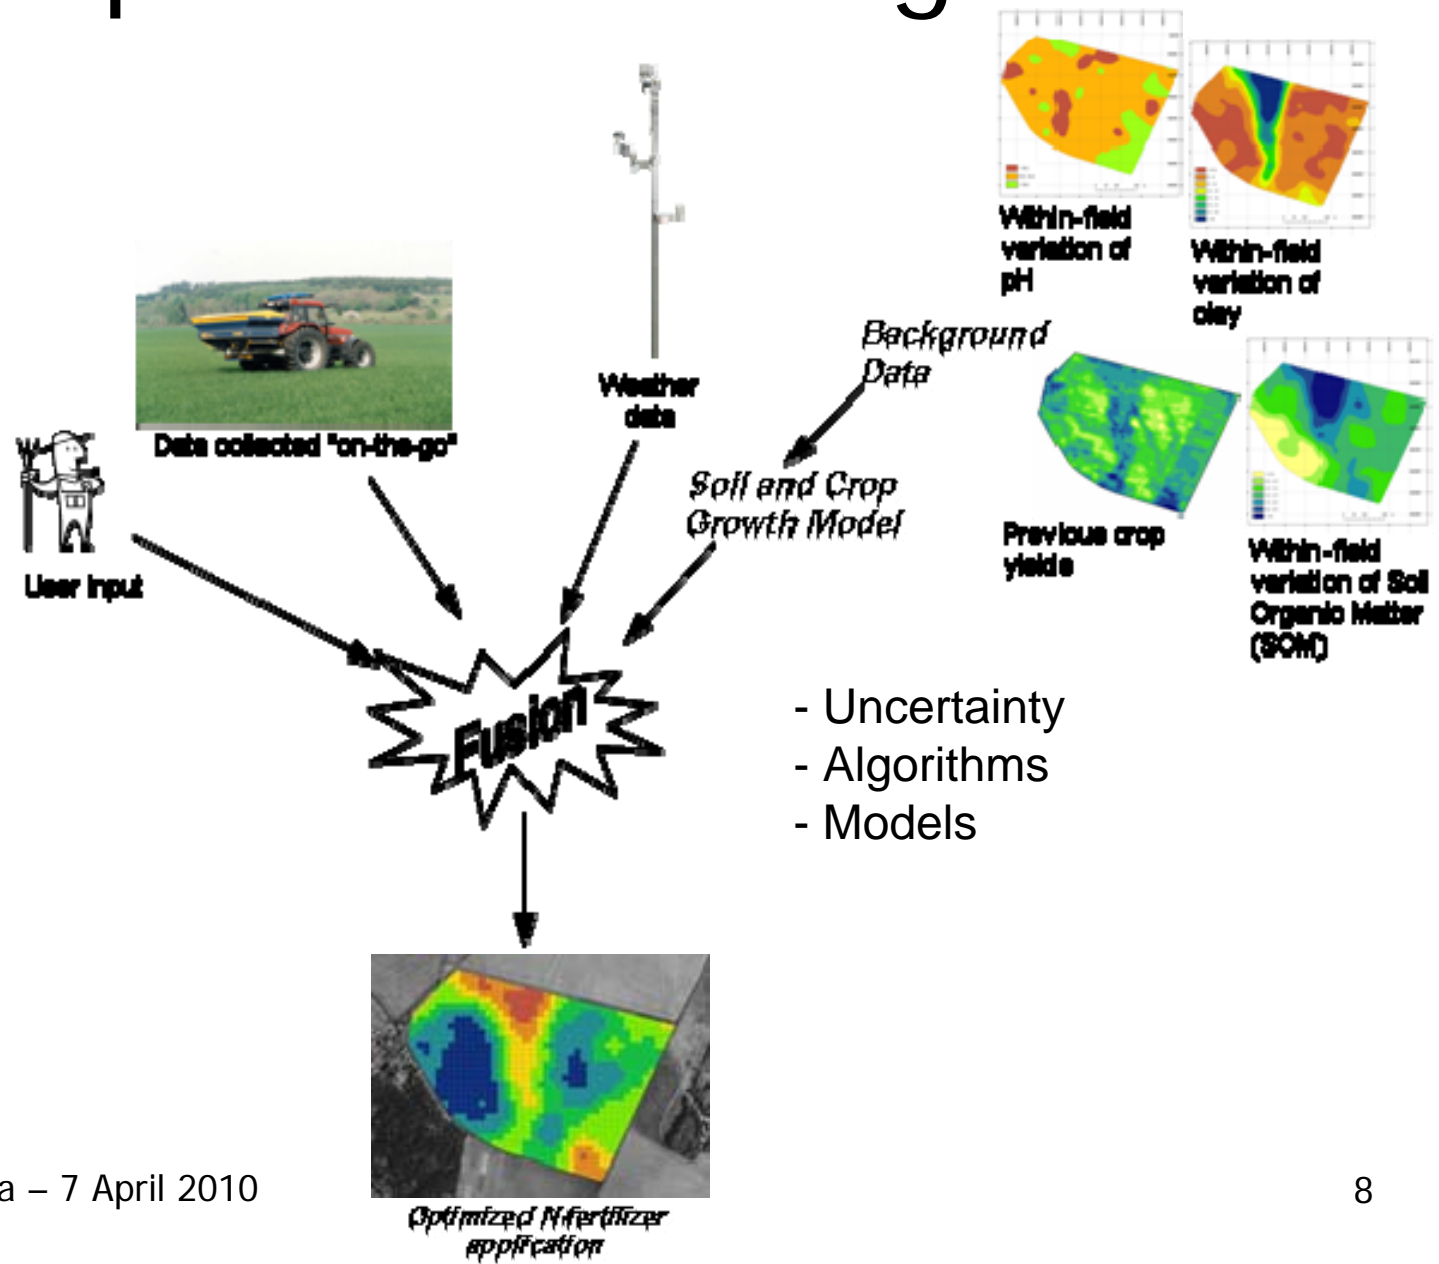 Within-field
variation of
pH
Within-field
variation of
clay
Background
Data
Weather
data
Data collected "on-the-go"
Soil and Crop
Growth Model
Previous crop
yields
Within-field
variation of Soil
Organic Matter
(SOM)
User input
Fusion
- Uncertainty
- Algorithms
- Models
– 7 April 2010
8
Optimized N-fertilizer
application